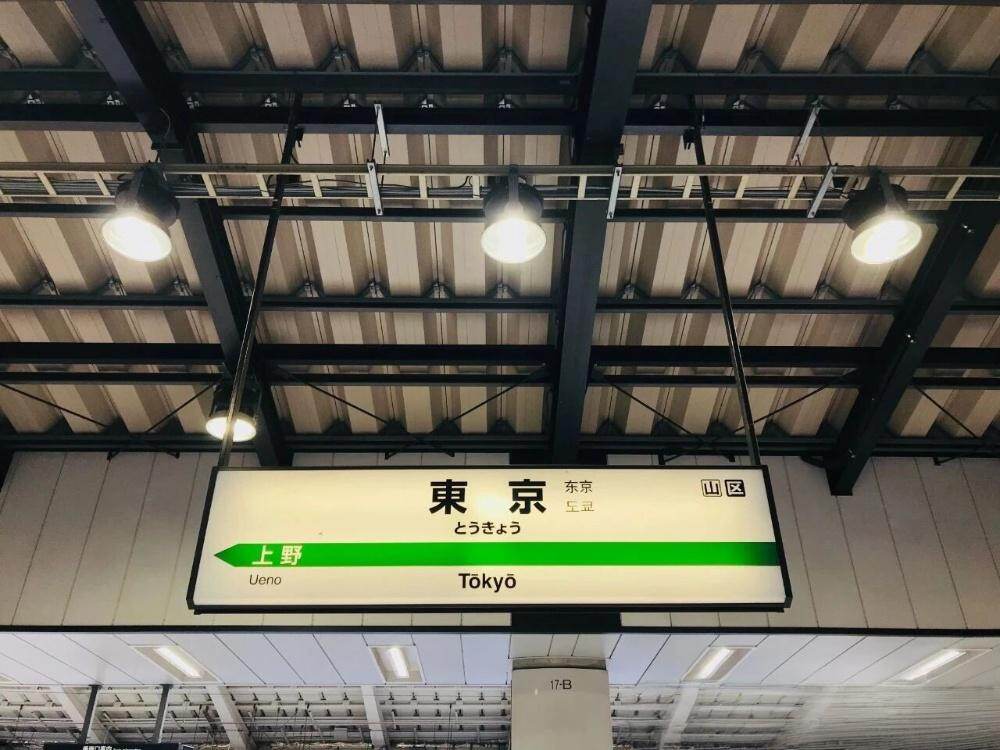 東京 东京 山 区
도쿄
とうきょう
上野
Ueno Tōkyō
17-B